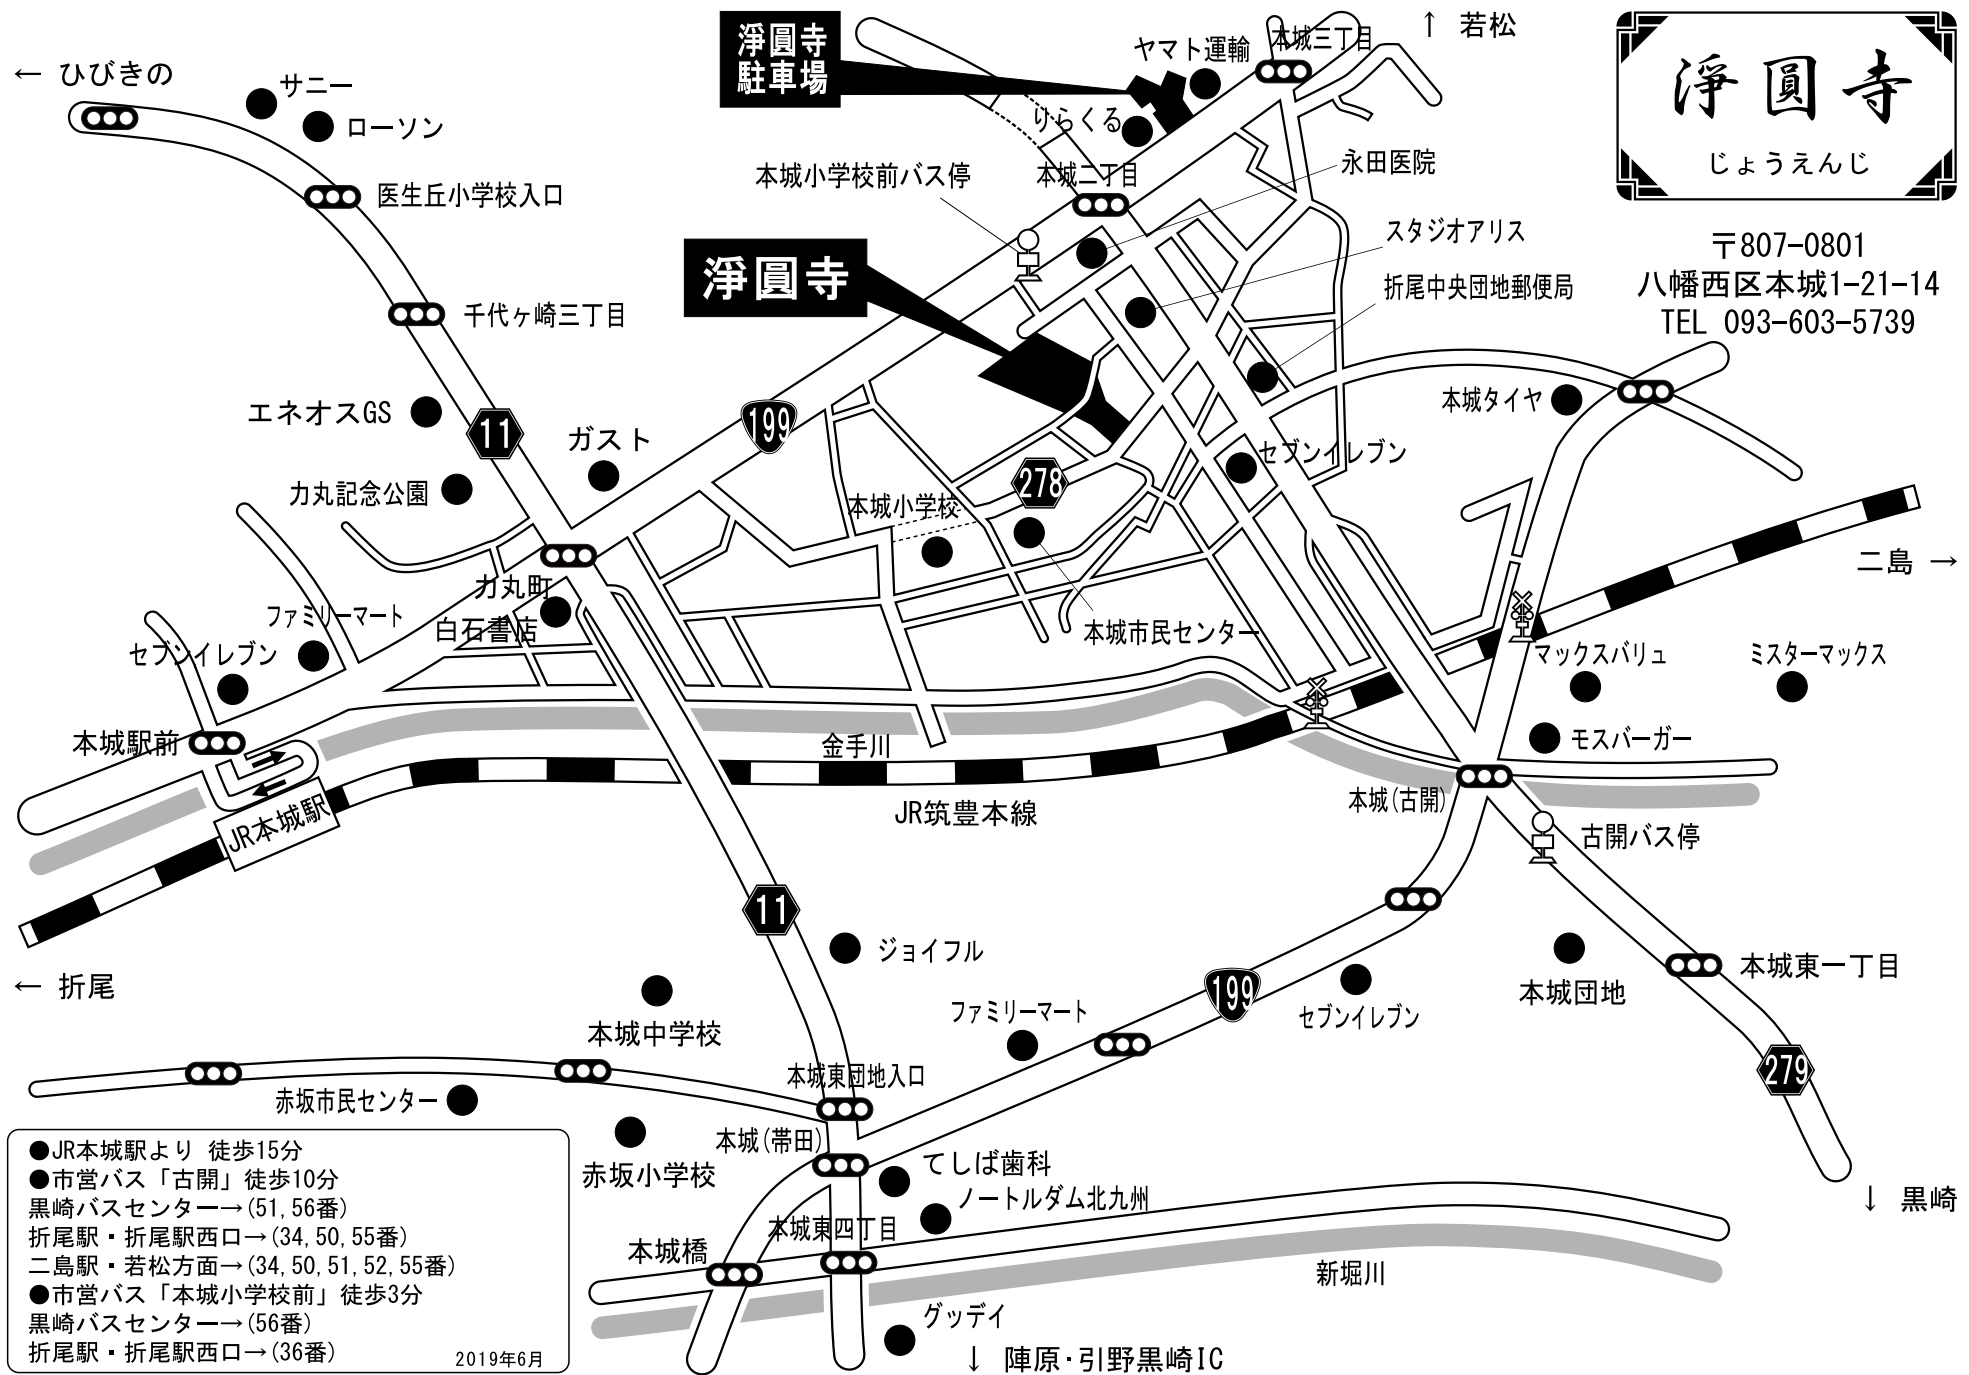 淨圓寺
駐車場
← ひびきの
サニー
ローソン
医生丘小学校入口
千代ヶ崎三丁目
エネオスGS
11
ガスト
力丸記念公園
199
力丸町
白石書店
ファミリーマート
セブンイレブン
本城駅前
JR本城駅
← 折尾
ヤマト運輸
本城三丁目
↑ 若松
りらくる
本城小学校前バス停
本城二丁目
永田医院
淨圓寺
スタジオアリス
折尾中央団地郵便局
淨圓寺
じょうえんじ
〒807-0801
八幡西区本城1-21-14
TEL 093-603-5739
本城タイヤ
セブンイレブン
278
本城小学校
本城市民センター
二島 →
マックスバリュ
ミスターマックス
モスバーガー
金手川
JR筑豊本線
本城(古開)
古開バス停
11
ジョイフル
本城中学校
199
ファミリーマート
セブンイレブン
本城団地
本城東一丁目
279
↓ 黒崎
赤坂市民センター
本城東団地入口
本城(帯田)
赤坂小学校
てしば歯科
ノートルダム北九州
本城東四丁目
本城橋
新堀川
グッデイ
↓ 陣原・引野黒崎IC
●JR本城駅より 徒歩15分
●市営バス「古開」徒歩10分
黒崎バスセンター→(51,56番)
折尾駅・折尾駅西口→(34,50,55番)
二島駅・若松方面→(34,50,51,52,55番)
●市営バス「本城小学校前」徒歩3分
黒崎バスセンター→(56番)
折尾駅・折尾駅西口→(36番)
2019年6月